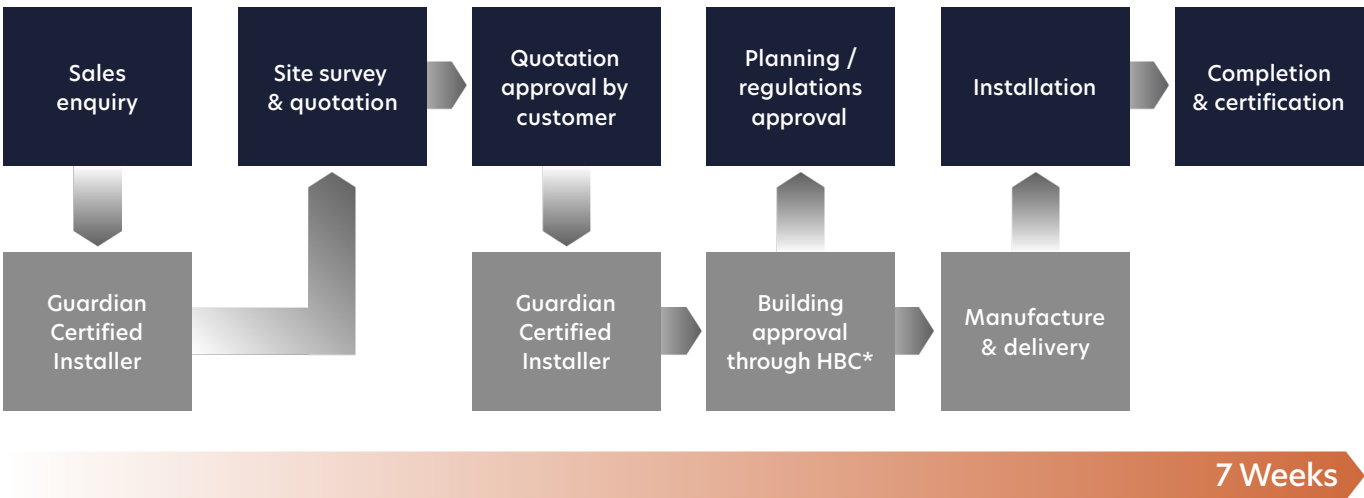 Sales
enquiry
Site survey
& quotation
Quotation
approval by
customer
Planning /
regulations
approval
Installation
Completion
& certification
Guardian
Certified
Installer
Guardian
Certified
Installer
Building
approval
through HBC*
Manufacture
& delivery
7 Weeks